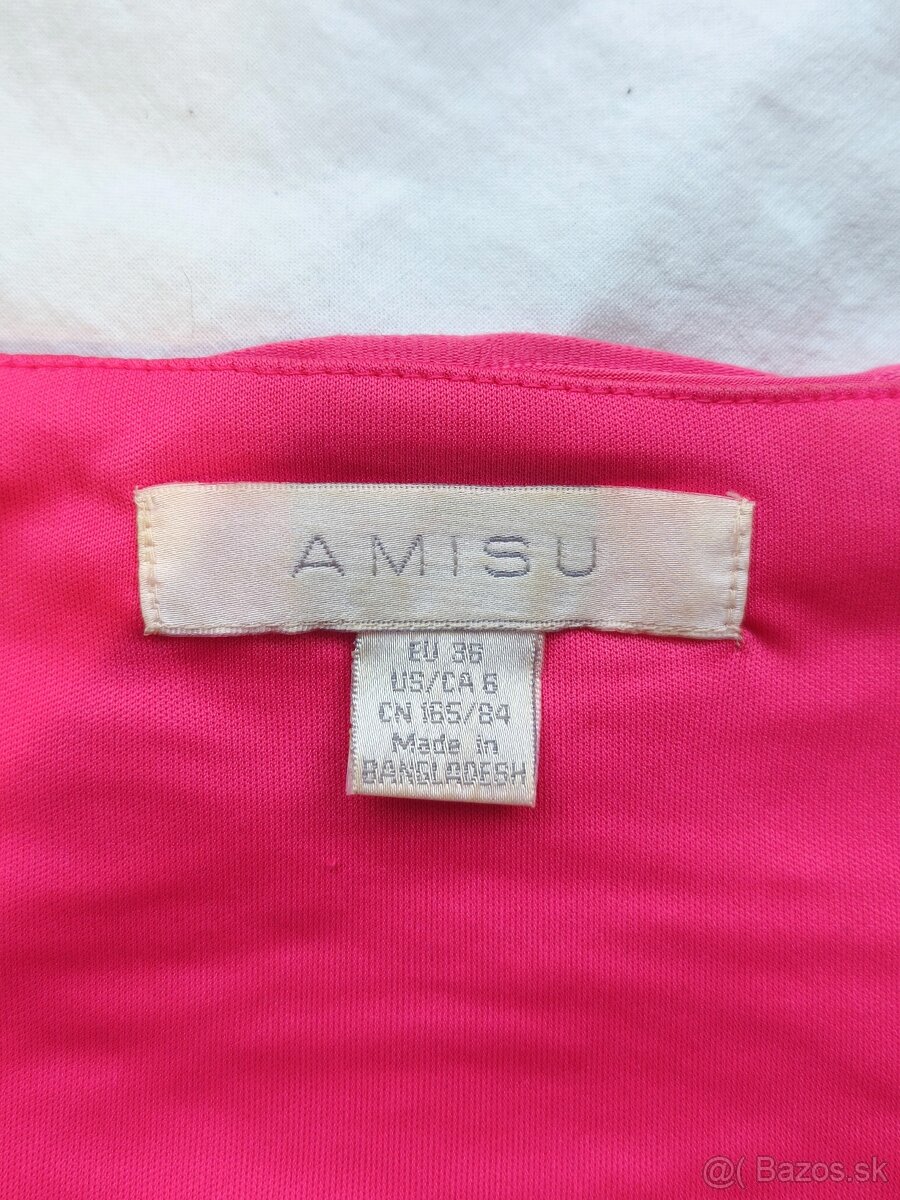 AMISU
EU 36
US/CA 6
CN 165/84
Made in
BANGLADESH
@( Bazos.sk